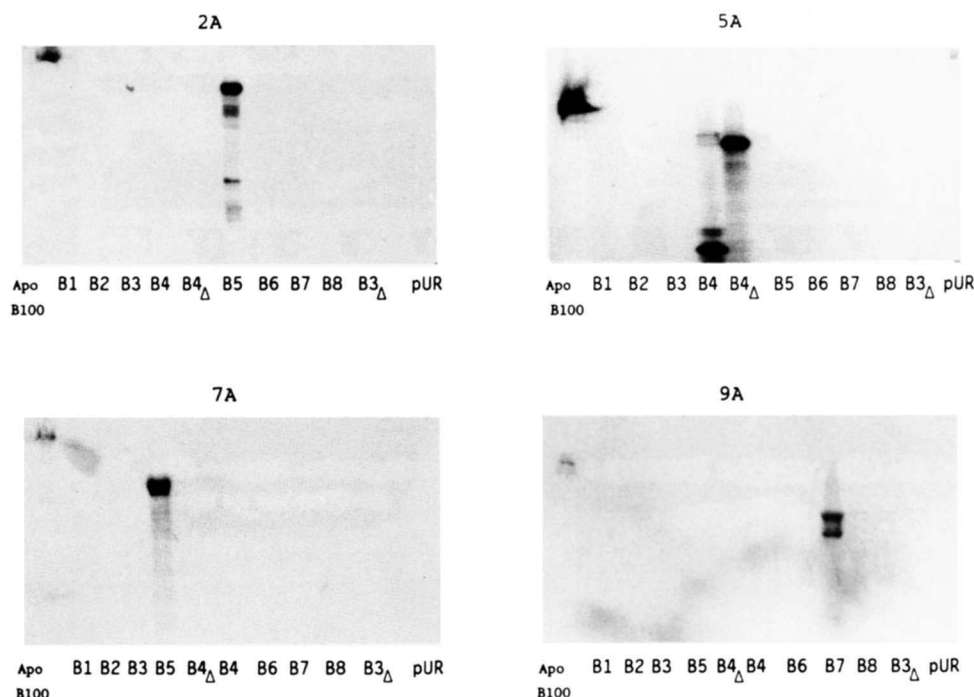 2A
5A
Apo B1 B2 B3 B4 B4Δ B5 B6 B7 B8 B3Δ pUR
B100
Apo B1 B2 B3 B4 B4Δ B5 B6 B7 B8 B3Δ pUR
B100
7A
9A
Apo B1 B2 B3 B5 B4Δ B4 B6 B7 B8 B3Δ pUR
B100
Apo B1 B2 B3 B5 B4Δ B4 B6 B7 B8 B3Δ pUR
B100